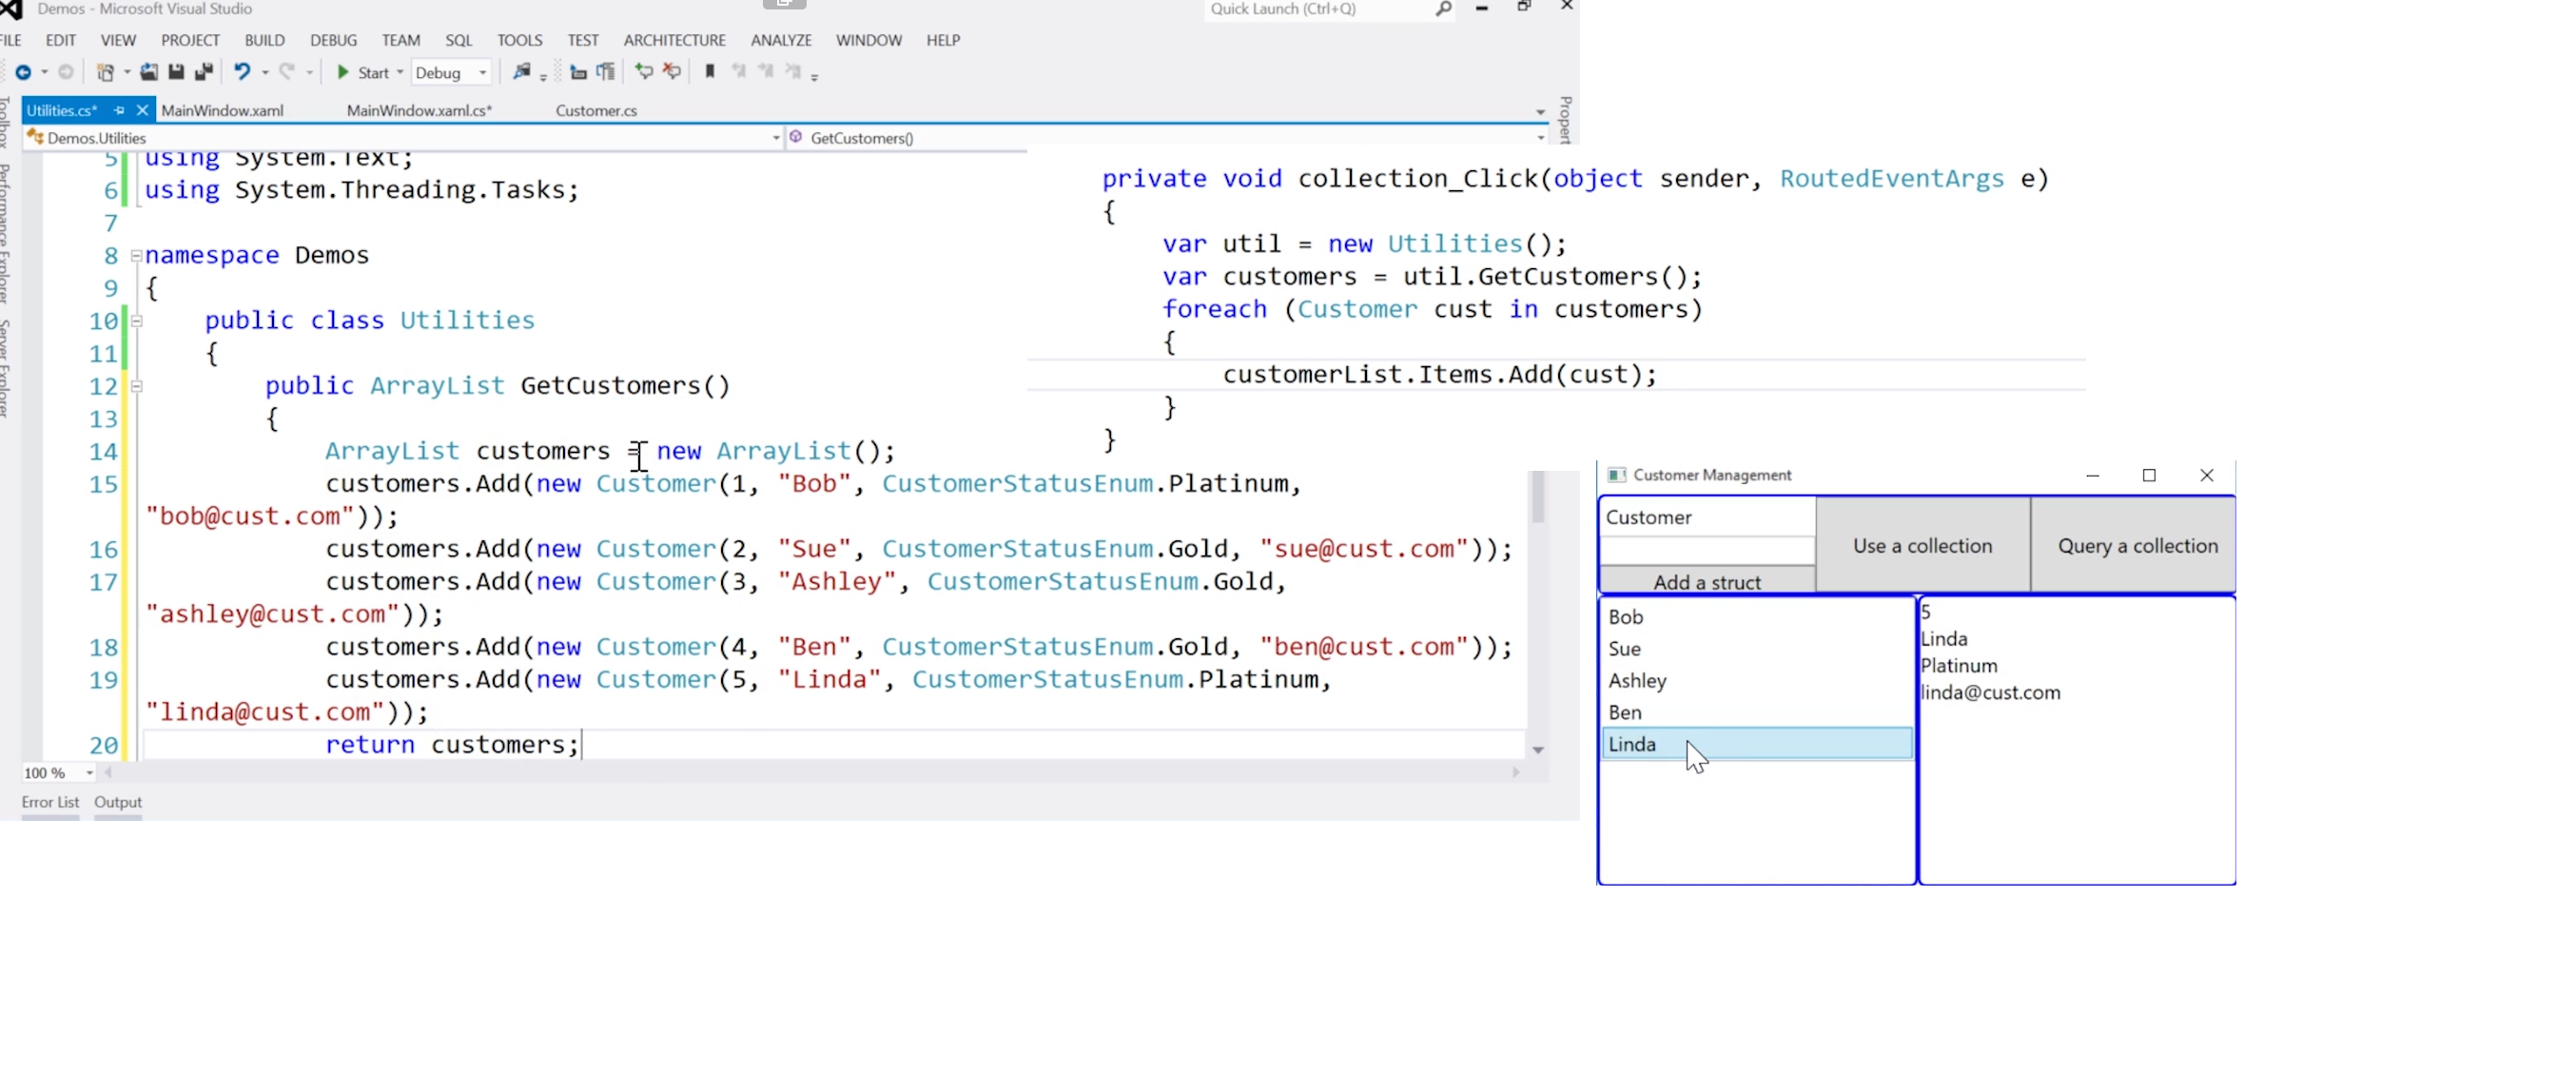 Demos - Microsoft Visual Studio
Quick Launch (Ctrl+Q)
FILE EDIT VIEW PROJECT BUILD DEBUG TEAM SQL TOOLS TEST ARCHITECTURE ANALYZE WINDOW HELP
Start Debug
Utilities.cs* MainWindow.xaml MainWindow.xaml.cs* Customer.cs
Demos.Utilities GetCustomers()
Toolbox
Performance Explorer
Server Explorer
Propert
5 using System.Text;
6 using System.Threading.Tasks;
7
8 namespace Demos
9 {
10 public class Utilities
11 {
12 public ArrayList GetCustomers()
13 {
14 ArrayList customers = new ArrayList();
15 customers.Add(new Customer(1, "Bob", CustomerStatusEnum.Platinum,
"bob@cust.com"));
16 customers.Add(new Customer(2, "Sue", CustomerStatusEnum.Gold, "sue@cust.com"));
17 customers.Add(new Customer(3, "Ashley", CustomerStatusEnum.Gold,
"ashley@cust.com"));
18 customers.Add(new Customer(4, "Ben", CustomerStatusEnum.Gold, "ben@cust.com"));
19 customers.Add(new Customer(5, "Linda", CustomerStatusEnum.Platinum,
"linda@cust.com"));
20 return customers;
100 %
Error List Output
private void collection_Click(object sender, RoutedEventArgs e)
{
var util = new Utilities();
var customers = util.GetCustomers();
foreach (Customer cust in customers)
{
customerList.Items.Add(cust);
}
}
Customer Management
Customer
Use a collection
Query a collection
Add a struct
Bob
Sue
Ashley
Ben
Linda
5
Linda
Platinum
linda@cust.com